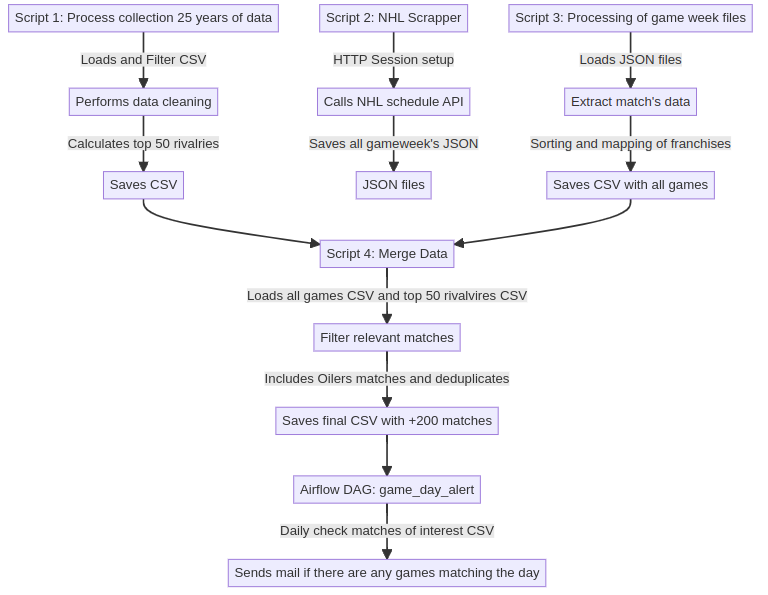 Script 1: Process collection 25 years of data
Script 2: NHL Scrapper
Script 3: Processing of game week files
Loads and Filter CSV
HTTP Session setup
Loads JSON files
Performs data cleaning
Calls NHL schedule API
Extract match's data
Calculates top 50 rivalries
Saves all gameweek's JSON
Sorting and mapping of franchises
Saves CSV
JSON files
Saves CSV with all games
Script 4: Merge Data
Loads all games CSV and top 50 rivalvires CSV
Filter relevant matches
Includes Oilers matches and deduplicates
Saves final CSV with +200 matches
Airflow DAG: game_day_alert
Daily check matches of interest CSV
Sends mail if there are any games matching the day